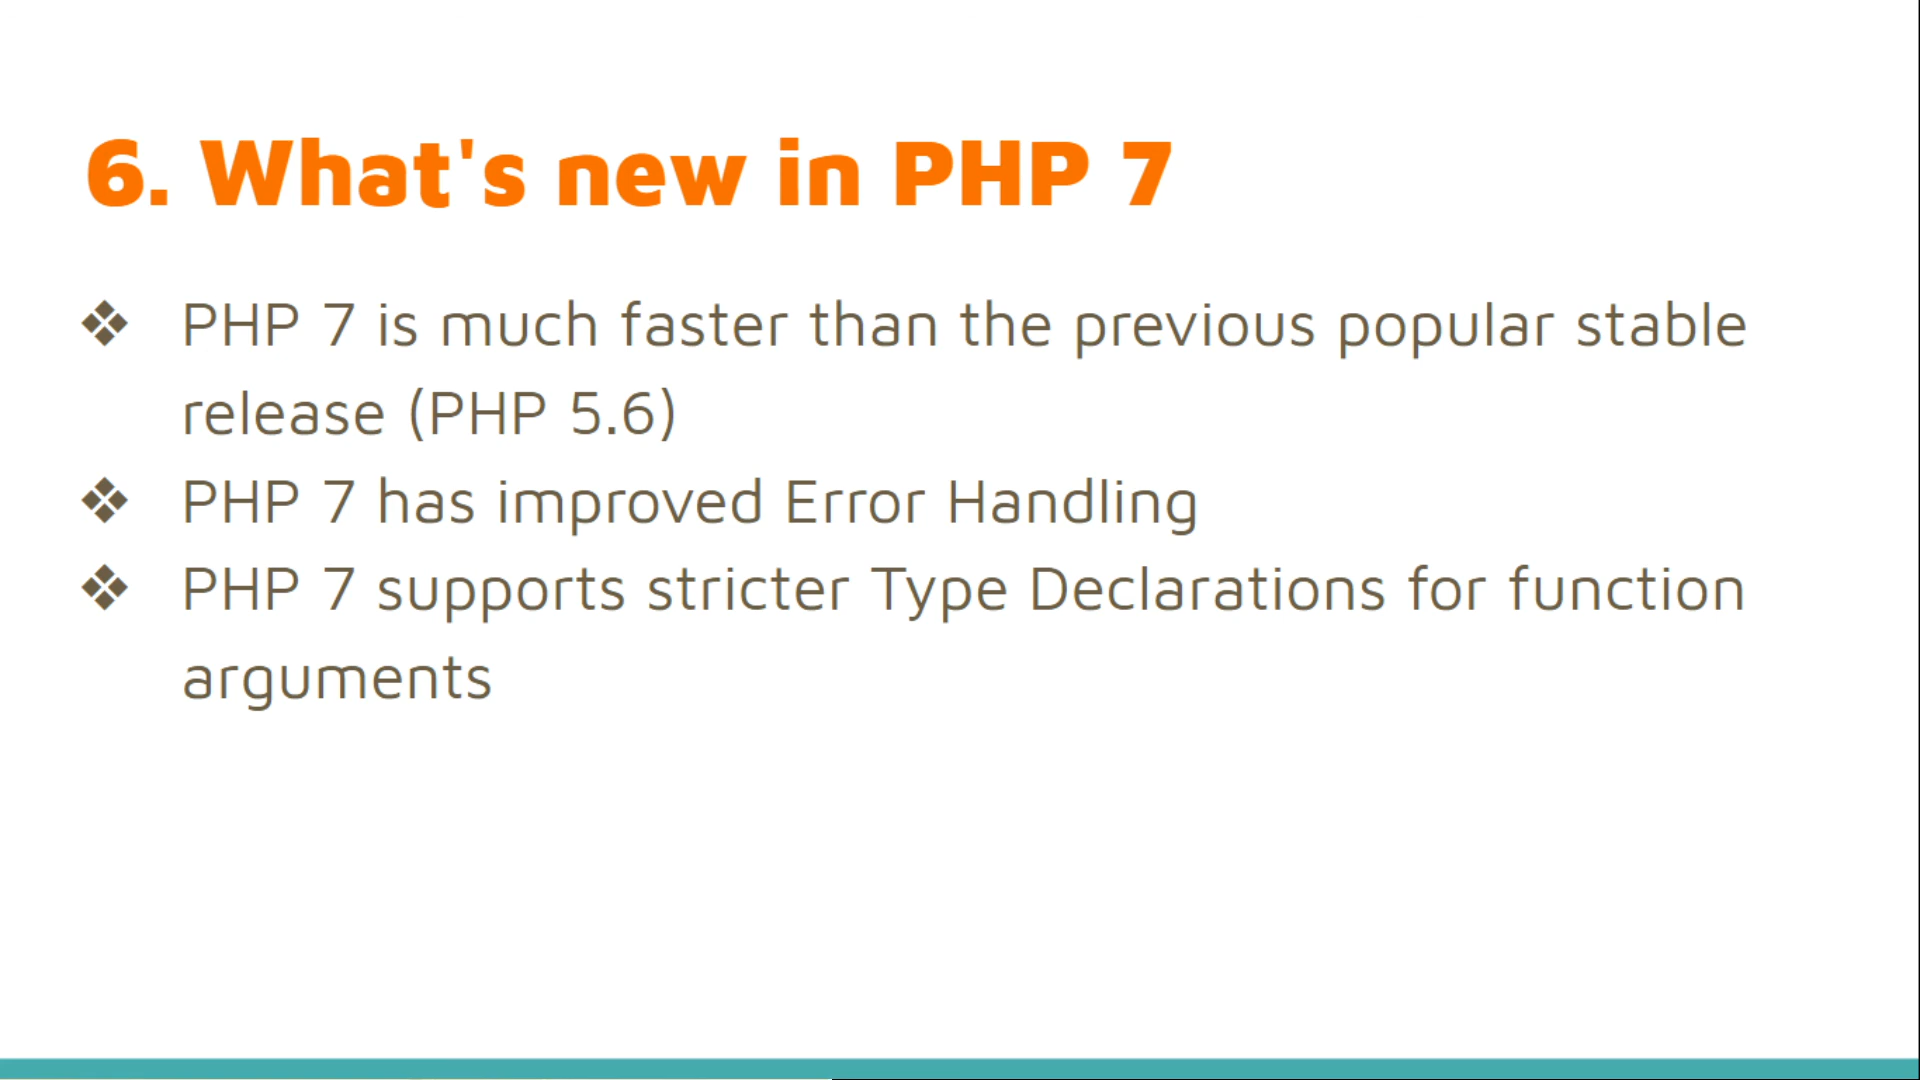 6. What's new in PHP 7
❖ PHP 7 is much faster than the previous popular stable
release (PHP 5.6)
❖ PHP 7 has improved Error Handling
❖ PHP 7 supports stricter Type Declarations for function
arguments